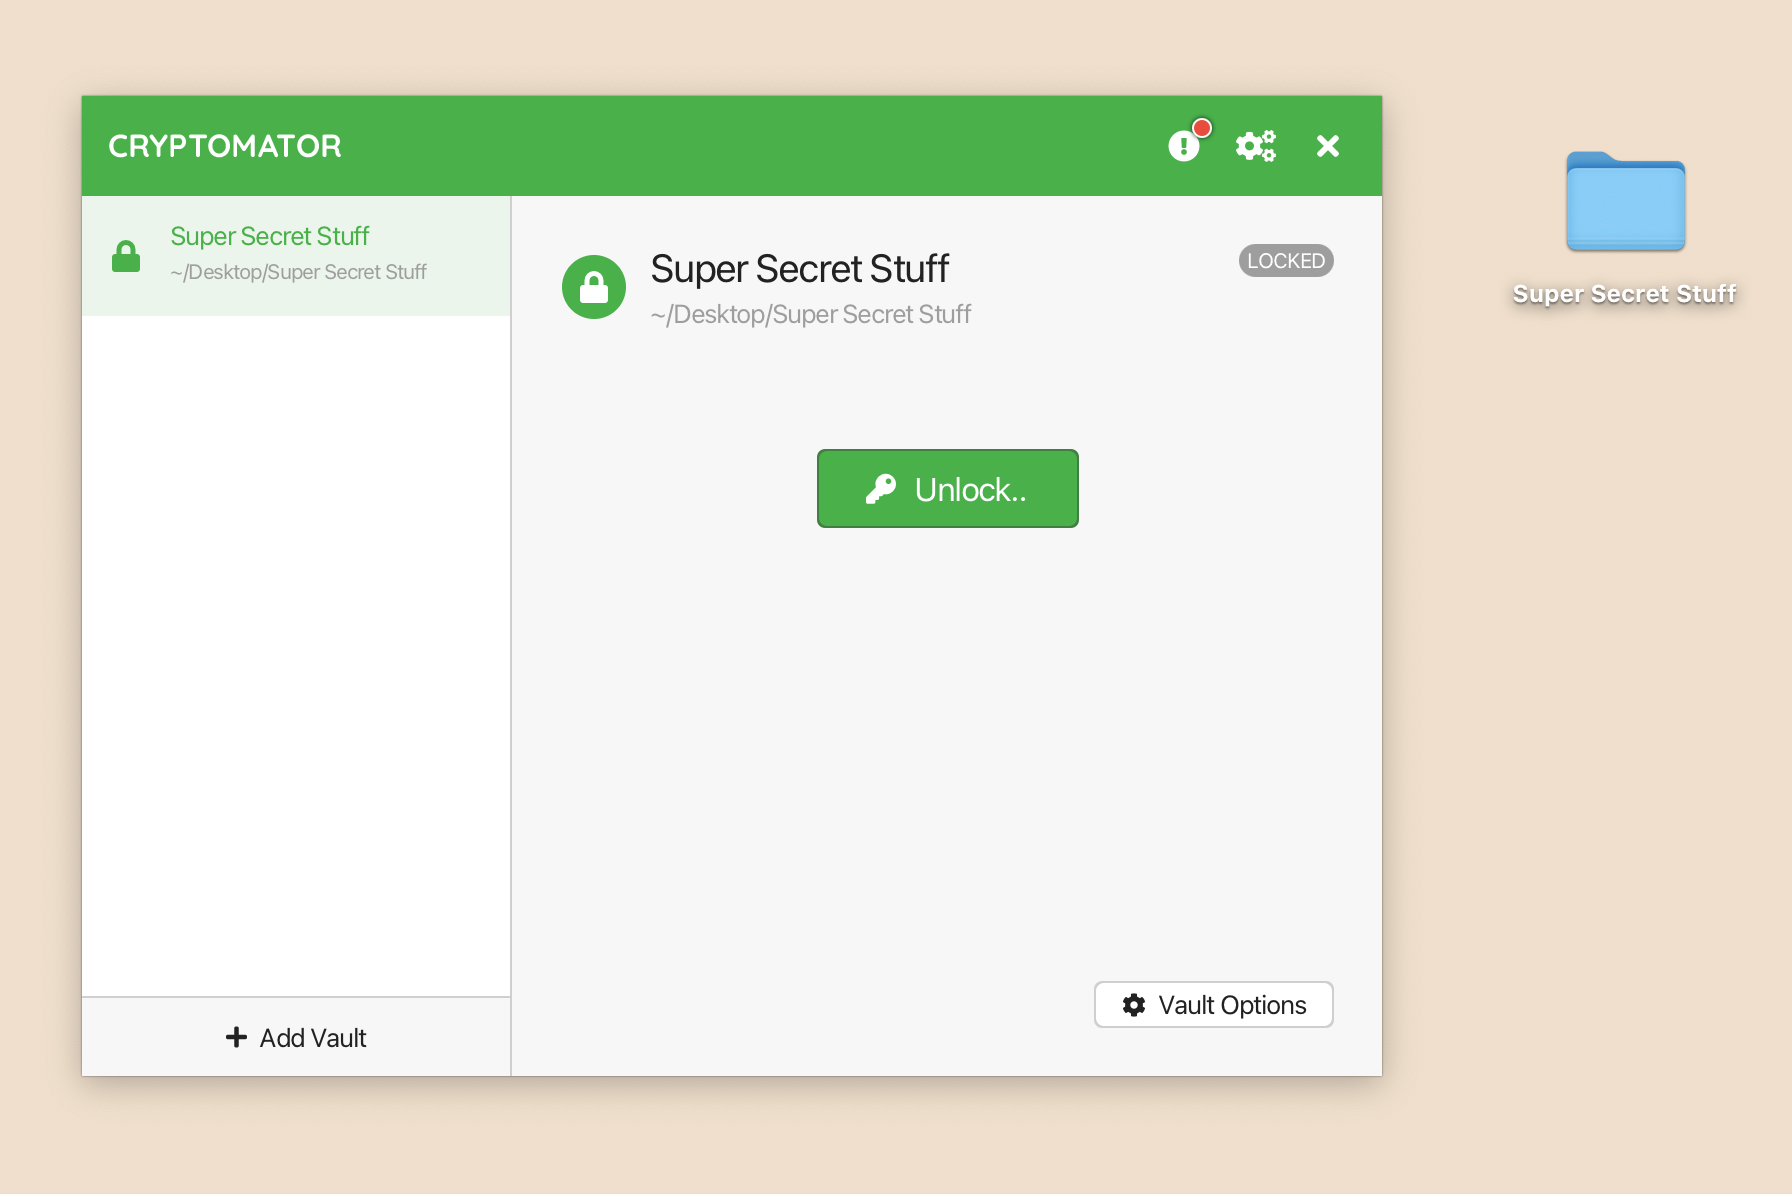 CRYPTOMATOR
Super Secret Stuff
~/Desktop/Super Secret Stuff
Add Vault
Super Secret Stuff
~/Desktop/Super Secret Stuff
LOCKED
Unlock..
Vault Options
Super Secret Stuff